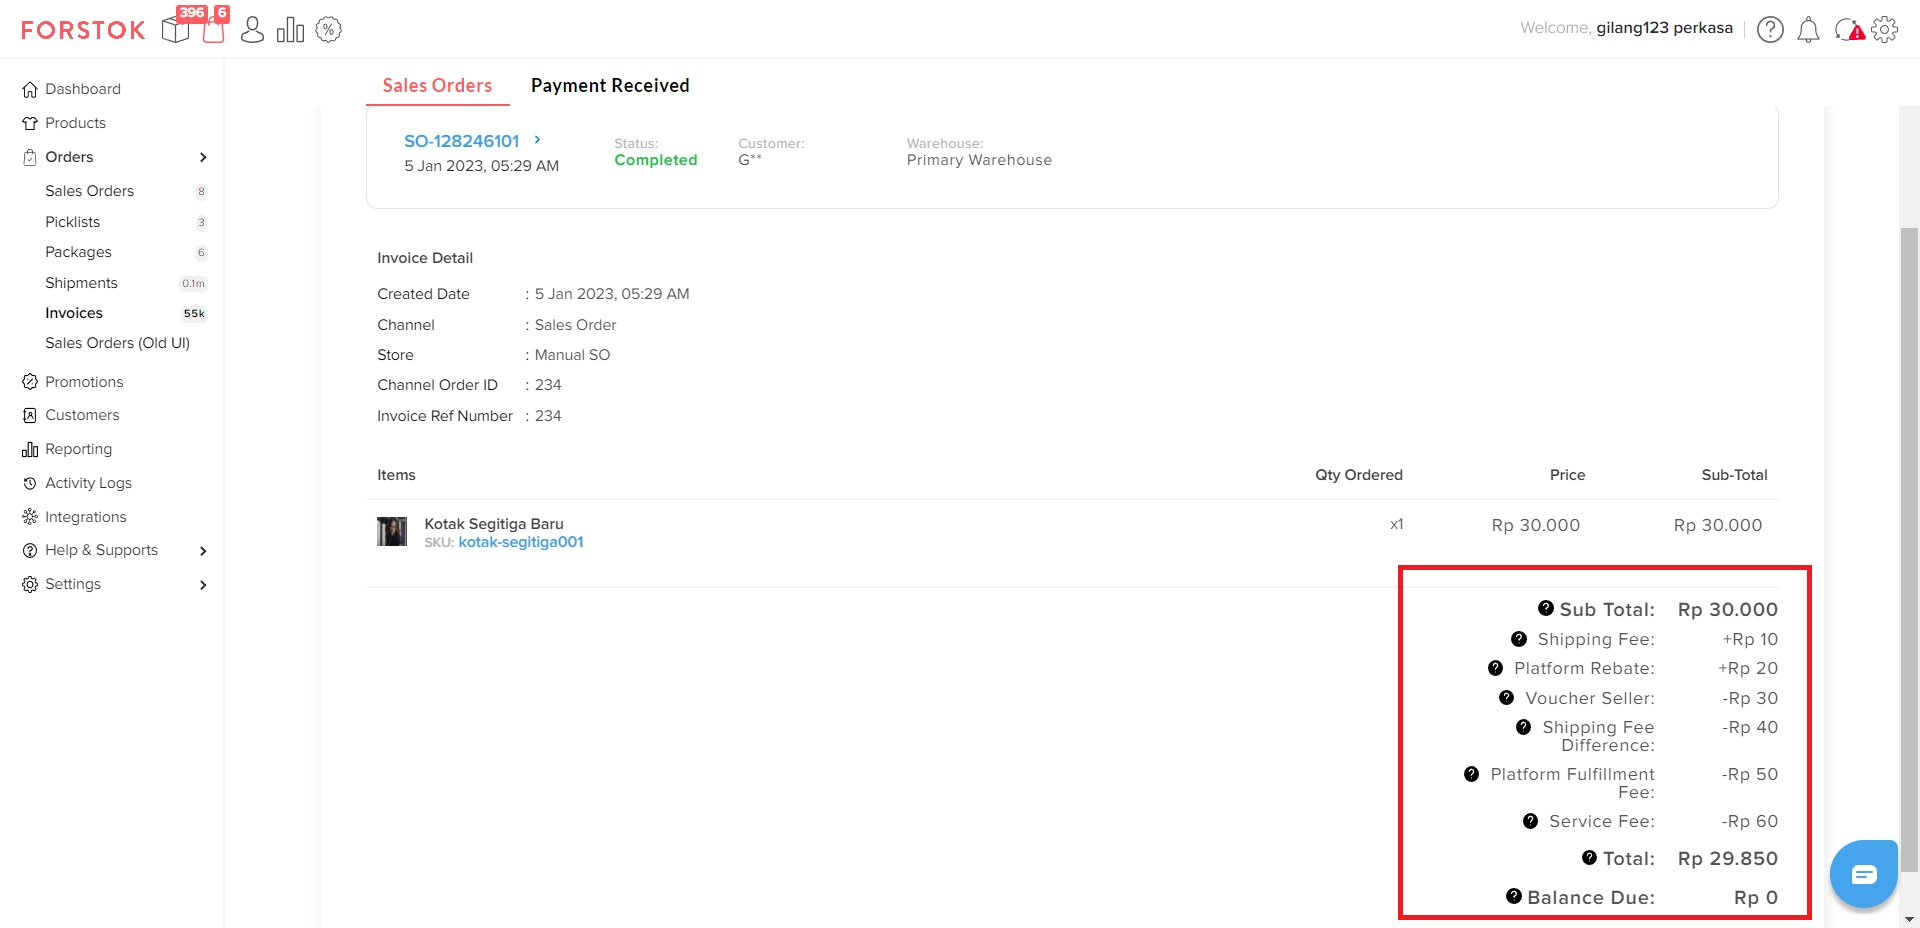 FORSTOK
396
6
Welcome, gilang123 perkasa
Dashboard
Products
Orders
Sales Orders 8
Picklists 3
Packages 6
Shipments 0.1m
Invoices 55k
Sales Orders (Old UI)
Promotions
Customers
Reporting
Activity Logs
Integrations
Help & Supports
Settings
Sales Orders
Payment Received
SO-128246101
5 Jan 2023, 05:29 AM
Status:
Completed
Customer:
G**
Warehouse:
Primary Warehouse
Invoice Detail
Created Date : 5 Jan 2023, 05:29 AM
Channel : Sales Order
Store : Manual SO
Channel Order ID : 234
Invoice Ref Number : 234
Items Qty Ordered Price Sub-Total
Kotak Segitiga Baru x1 Rp 30.000 Rp 30.000
SKU: kotak-segitiga001
? Sub Total: Rp 30.000
? Shipping Fee: +Rp 10
? Platform Rebate: +Rp 20
? Voucher Seller: -Rp 30
? Shipping Fee -Rp 40
Difference:
? Platform Fulfillment -Rp 50
Fee:
? Service Fee: -Rp 60
? Total: Rp 29.850
? Balance Due: Rp 0